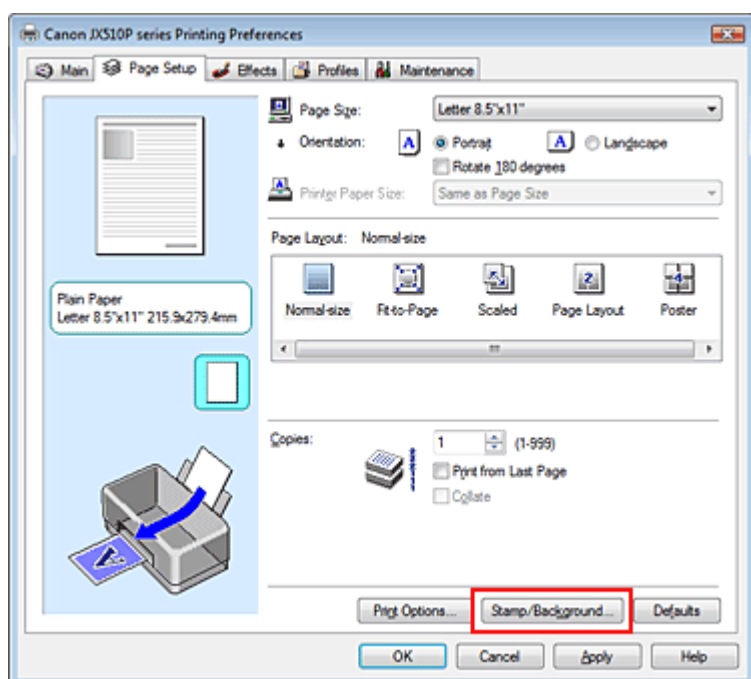 Canon JX510P series Printing Preferences
Main Page Setup Effects Profiles Maintenance
Page Size: Letter 8.5"x11"
Orientation: A Portrait A Landscape
Rotate 180 degrees
Printer Paper Size: Same as Page Size
Page Layout: Normal-size
Normal-size Fit-to-Page Scaled Page Layout Poster
Plain Paper
Letter 8.5"x11" 215.9x279.4mm
Copies: 1 (1-999)
Print from Last Page
Collate
Print Options... Stamp/Background... Defaults
OK Cancel Apply Help